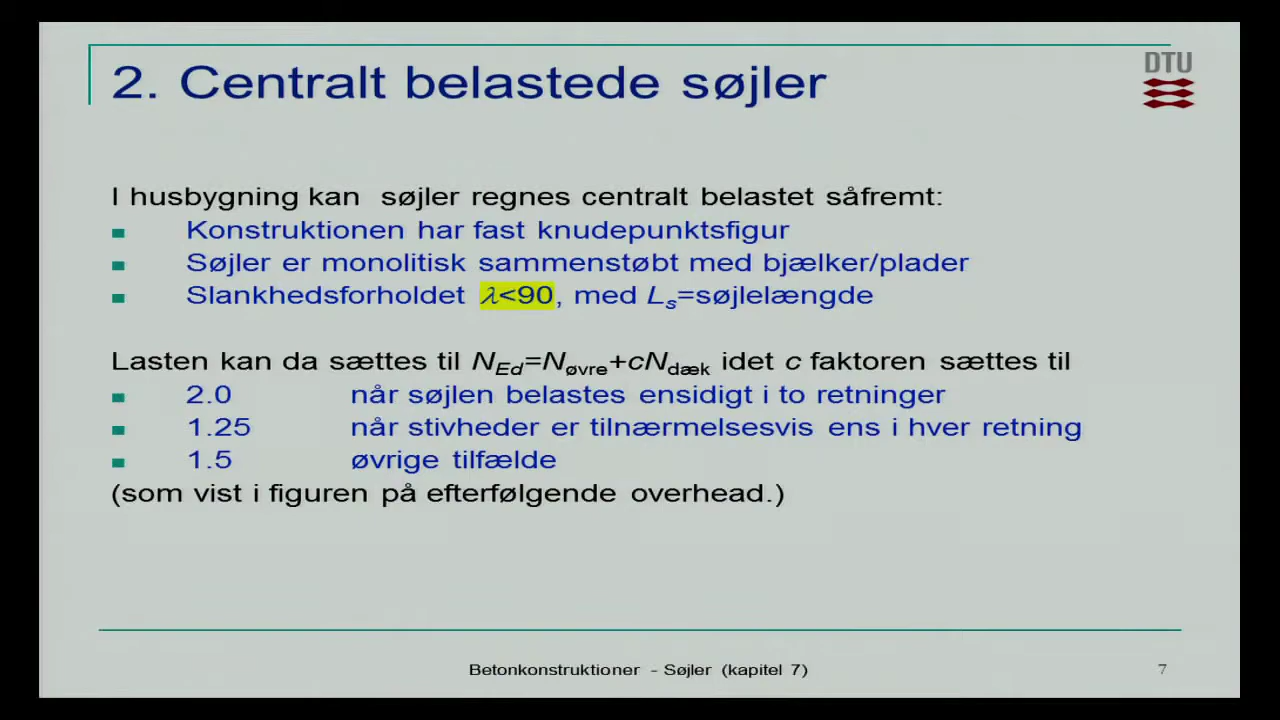 2. Centralt belastede søjler
DTU
I husbygning kan søjler regnes centralt belastet såfremt:
Konstruktionen har fast knudepunktsfigur
Søjler er monolitisk sammenstøbt med bjælker/plader
Slankhedsforholdet λ<90, med Ls=søjlelængde
Lasten kan da sættes til NEd=Nøvre+cNdæk idet c faktoren sættes til
2.0 når søjlen belastes ensidigt i to retninger
1.25 når stivheder er tilnærmelsesvis ens i hver retning
1.5 øvrige tilfælde
(som vist i figuren på efterfølgende overhead.)
Betonkonstruktioner - Søjler (kapitel 7)
7